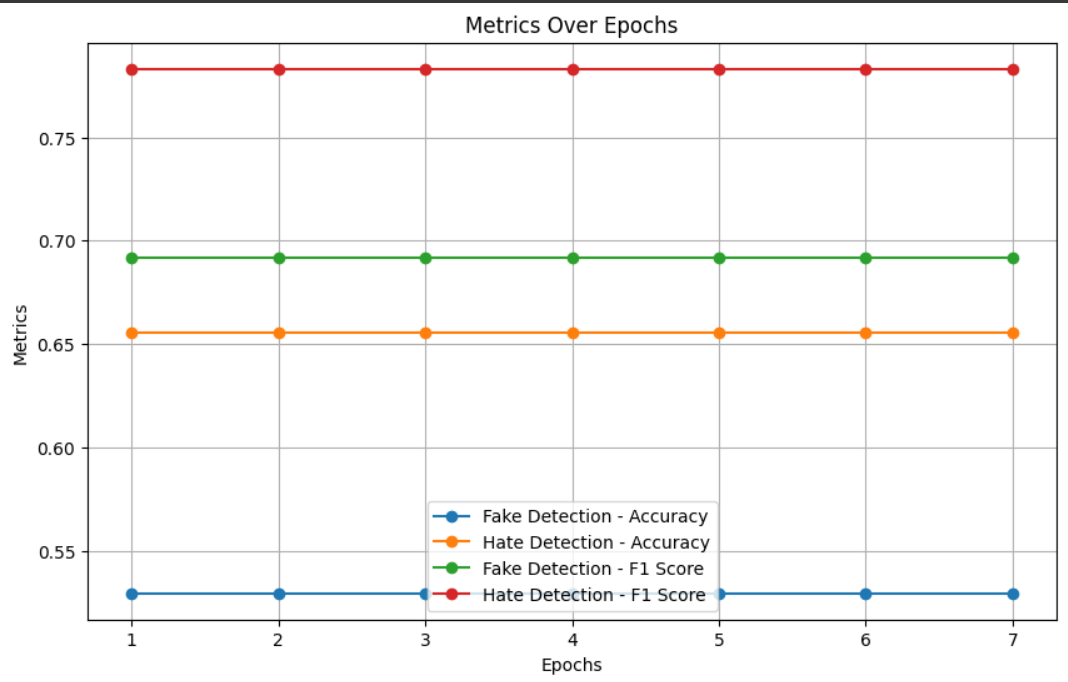 Metrics Over Epochs
0.75
0.70
0.65
0.60
0.55
Metrics
Fake Detection - Accuracy
Hate Detection - Accuracy
Fake Detection - F1 Score
Hate Detection - F1 Score
1 2 3 4 5 6 7
Epochs